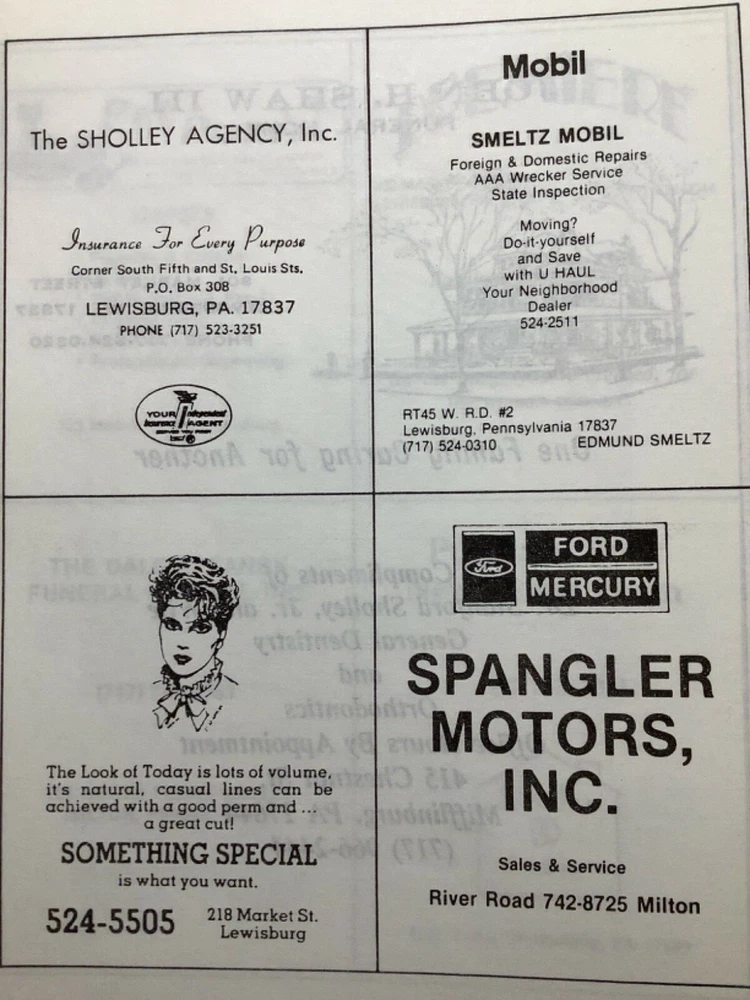 The SHOLLEY AGENCY, Inc.
Insurance For Every Purpose
Corner South Fifth and St. Louis Sts.
P.O. Box 308
LEWISBURG, PA. 17837
PHONE (717) 523-3251
YOUR Independent
Insurance AGENT
Mobil
SMELTZ MOBIL
Foreign & Domestic Repairs
AAA Wrecker Service
State Inspection
Moving?
Do-it-yourself
and Save
with U HAUL
Your Neighborhood
Dealer
524-2511
RT45 W. R.D. #2
Lewisburg, Pennsylvania 17837
(717) 524-0310 EDMUND SMELTZ
The Look of Today is lots of volume,
it's natural, casual lines can be
achieved with a good perm and ...
a great cut!
SOMETHING SPECIAL
is what you want.
524-5505
218 Market St.
Lewisburg
Ford
FORD
MERCURY
SPANGLER
MOTORS,
INC.
Sales & Service
River Road 742-8725 Milton